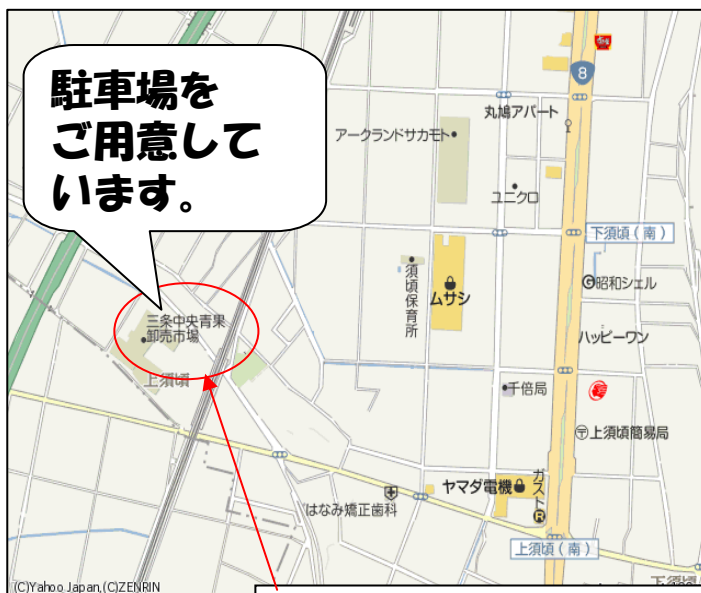 駐車場を
ご用意して
います。
8
丸鳩アパート
アークランドサカモト
ユニクロ
下須頃（南）
須頃保育所
ムサシ
昭和シェル
三条中央青果
卸売市場
ハッピーワン
上須頃
千倍局
上須頃簡易局
ヤマダ電機
ガスト
R
はなみ矯正歯科
上須頃（南）
(C)Yahoo Japan,(C)ZENRIN